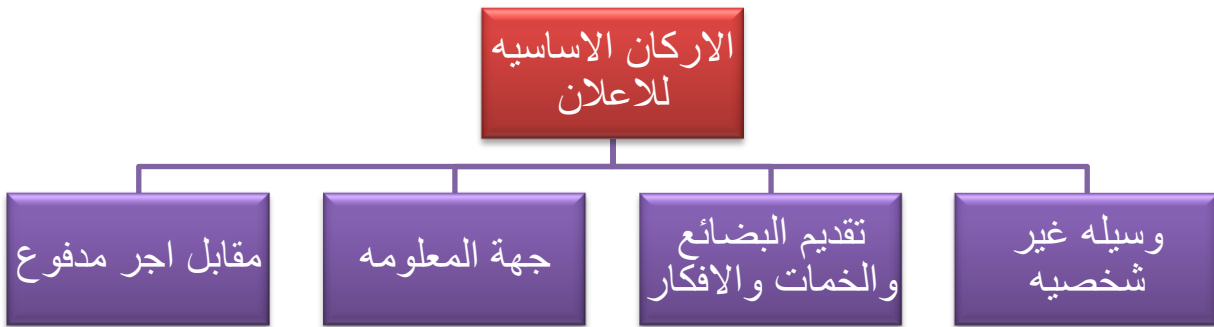 الاركان الاساسيه
للاعلان
وسيله غير
شخصيه
تقديم البضائع
والخمات والافكار
جهة المعلومه
مقابل اجر مدفوع